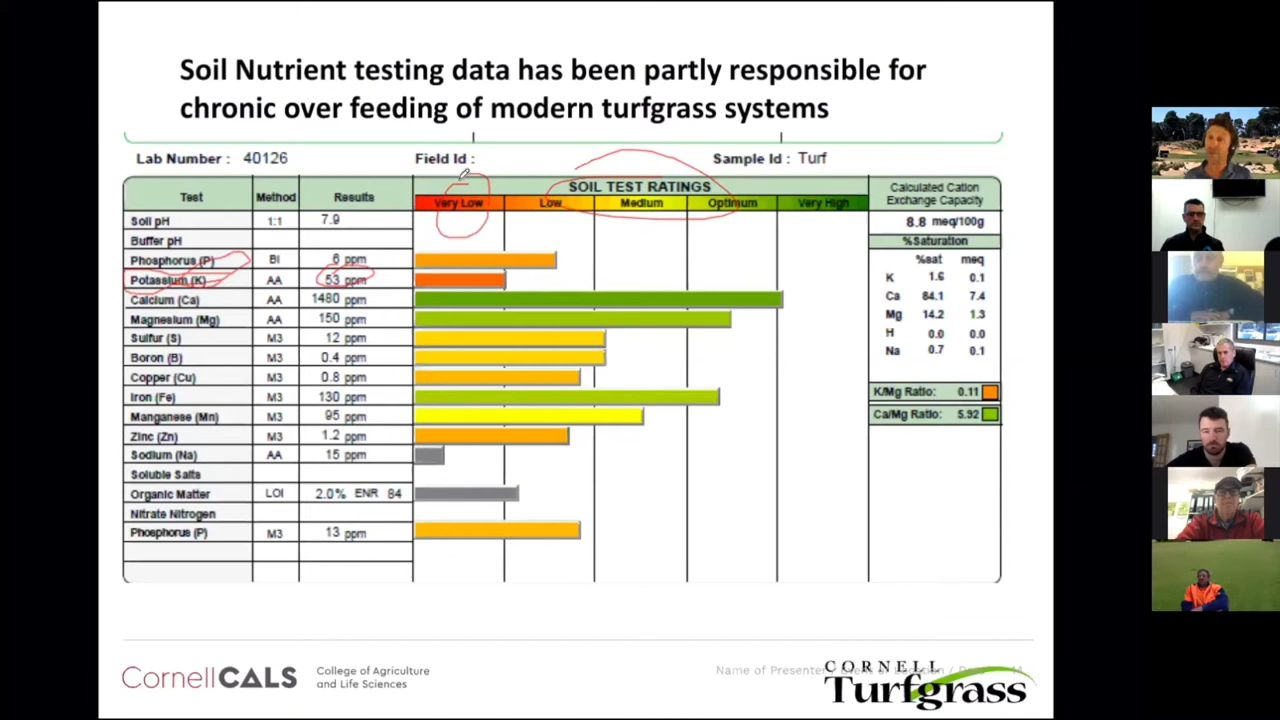 Soil Nutrient testing data has been partly responsible for
chronic over feeding of modern turfgrass systems
Lab Number : 40126 Field Id : Sample Id : Turf
Test Method Results SOIL TEST RATINGS Calculated Cation
Very Low Low Medium Optimum Very High Exchange Capacity
Soil pH 1:1 7.9 8.8 meq/100g
Buffer pH %Saturation
Phosphorus (P) BI 6 ppm %sat meq
Potassium (K) AA 53 ppm K 1.6 0.1
Calcium (Ca) AA 1480 ppm Ca 84.1 7.4
Magnesium (Mg) AA 150 ppm Mg 14.2 1.3
Sulfur (S) M3 12 ppm H 0.0 0.0
Boron (B) M3 0.4 ppm Na 0.7 0.1
Copper (Cu) M3 0.8 ppm
Iron (Fe) M3 130 ppm K/Mg Ratio: 0.11
Manganese (Mn) M3 95 ppm Ca/Mg Ratio: 5.92
Zinc (Zn) M3 1.2 ppm
Sodium (Na) AA 15 ppm
Soluble Salts
Organic Matter LOI 2.0% ENR 84
Nitrate Nitrogen
Phosphorus (P) M3 13 ppm
CornellCALS College of Agriculture
and Life Sciences
Name of Presenter / Event or Location /
CORNELL
Turfgrass